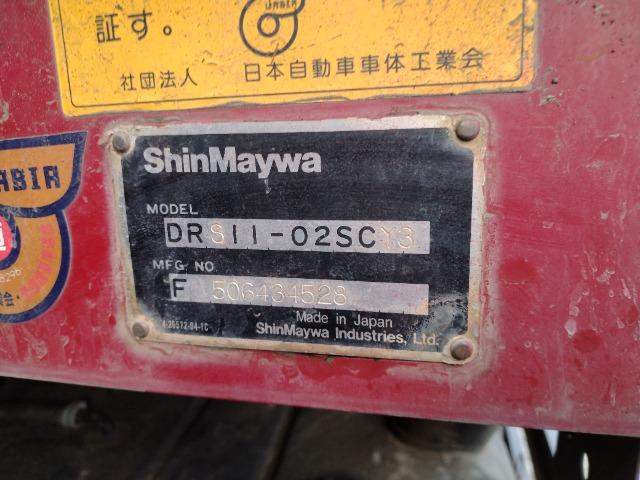 JABIA
証す。
社団法人 日本自動車車体工業会
ABIA
ShinMaywa
MODEL
DRS11-02SCY3
MFG NO
F 506434528
Made in Japan
ShinMaywa Industries, Ltd.